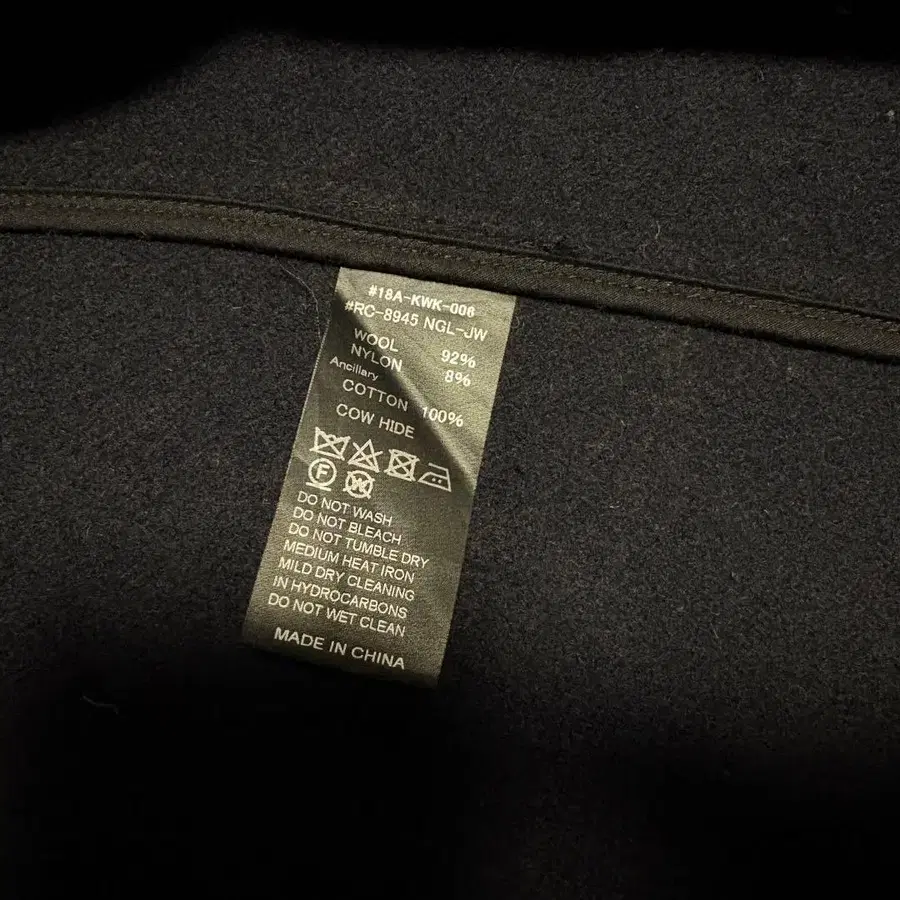 #18A-KWK-006
#RC-8945 NGL-JW
WOOL 92%
NYLON 8%
Ancillary
COTTON 100%
COW HIDE
F W
DO NOT WASH
DO NOT BLEACH
DO NOT TUMBLE DRY
MEDIUM HEAT IRON
MILD DRY CLEANING
IN HYDROCARBONS
DO NOT WET CLEAN
MADE IN CHINA